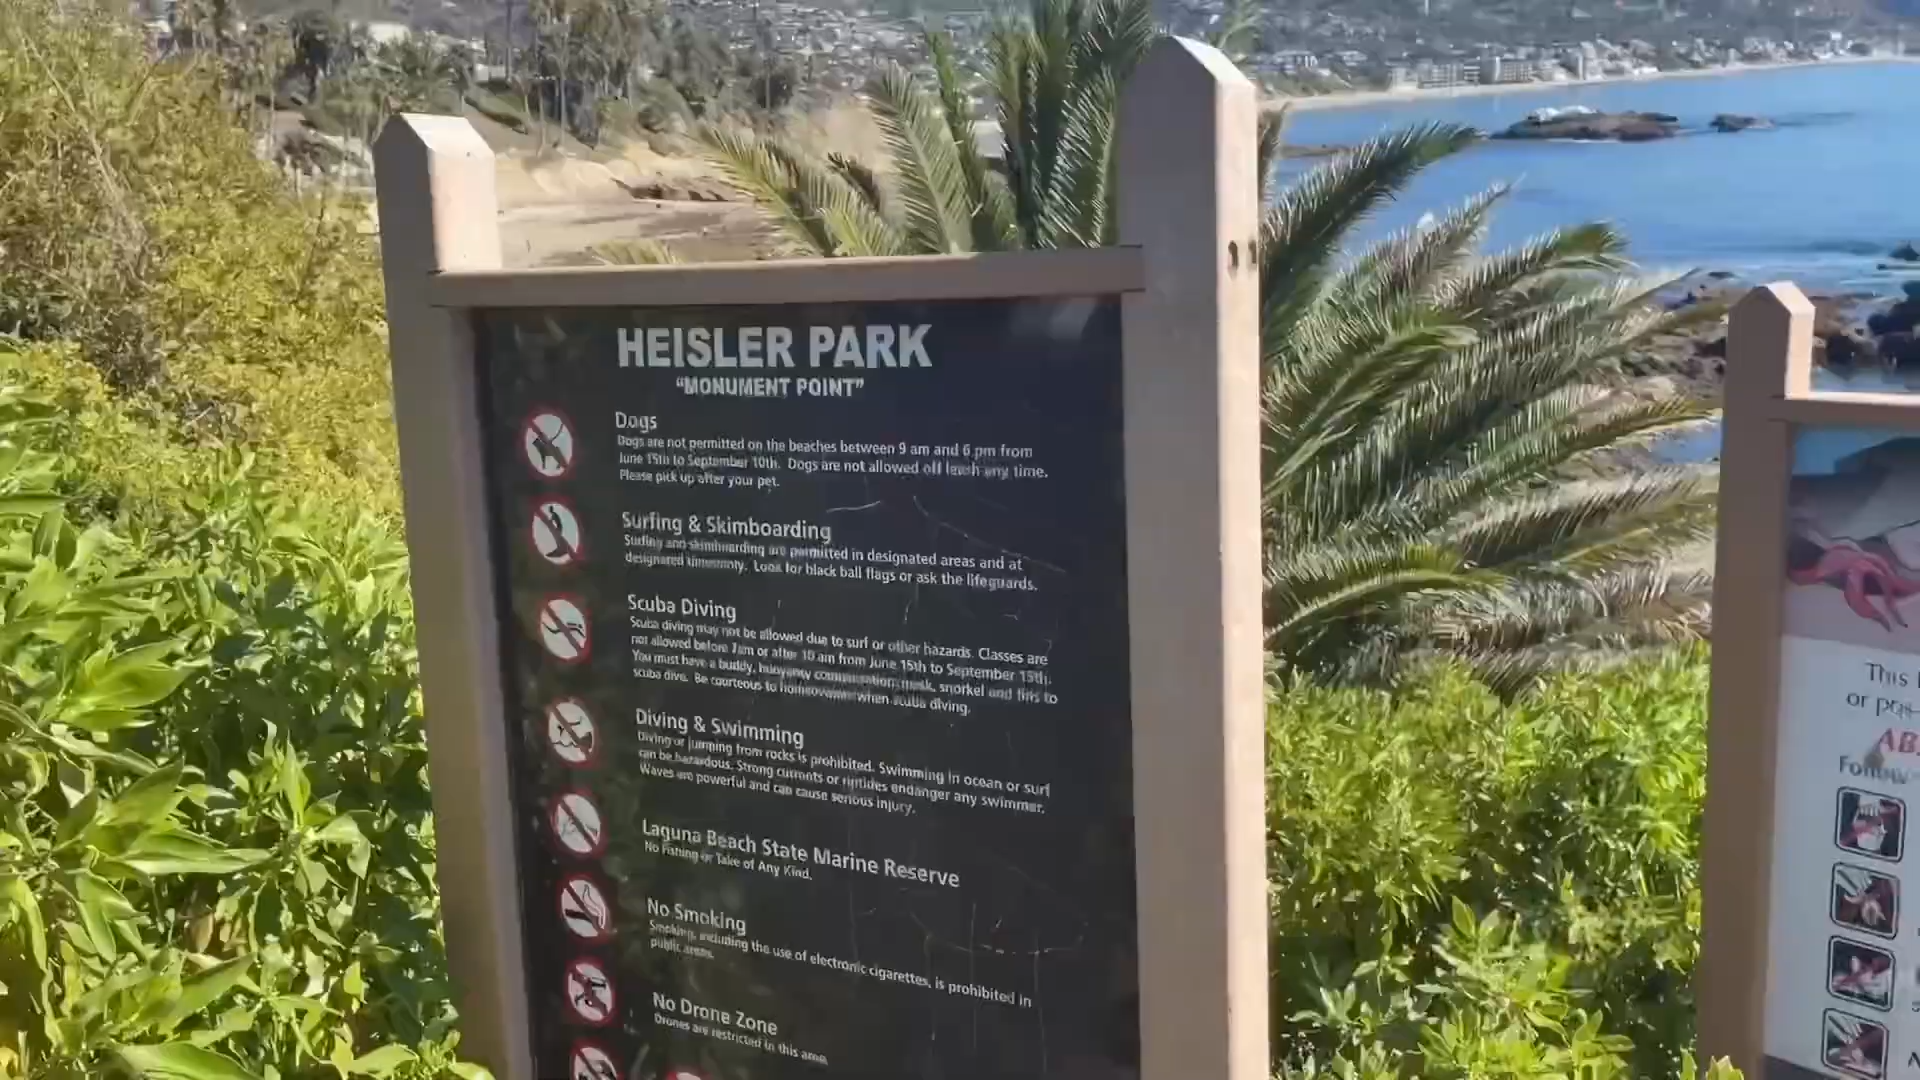 HEISLER PARK
“MONUMENT POINT”
Dogs
Dogs are not permitted on the beaches between 9 am and 6 pm from
June 15th to September 10th. Dogs are not allowed off leash any time.
Please pick up after your pet.
Surfing & Skimboarding
Surfing and skimboarding are permitted in designated areas and at
designated Look for black ball flags or ask the lifeguards.
Scuba Diving
Scuba diving may not be allowed due to surf or other hazards. Classes are
not allowed before 7am or after 10 am from June 15th to September 15th.
You must have a buddy, buoyancy compensation, mask, snorkel and fins to
scuba dive. Be courteous to homeowners when scuba diving.
Diving & Swimming
Diving or jumping from rocks is prohibited. Swimming in ocean or surf
can be hazardous. Strong currents or riptides endanger any swimmer.
Waves are powerful and can cause serious injury.
Laguna Beach State Marine Reserve
No Fishing or Take of Any Kind.
No Smoking
Smoking, including the use of electronic cigarettes, is prohibited in
public areas.
No Drone Zone
Drones are restricted in this area.
This
or